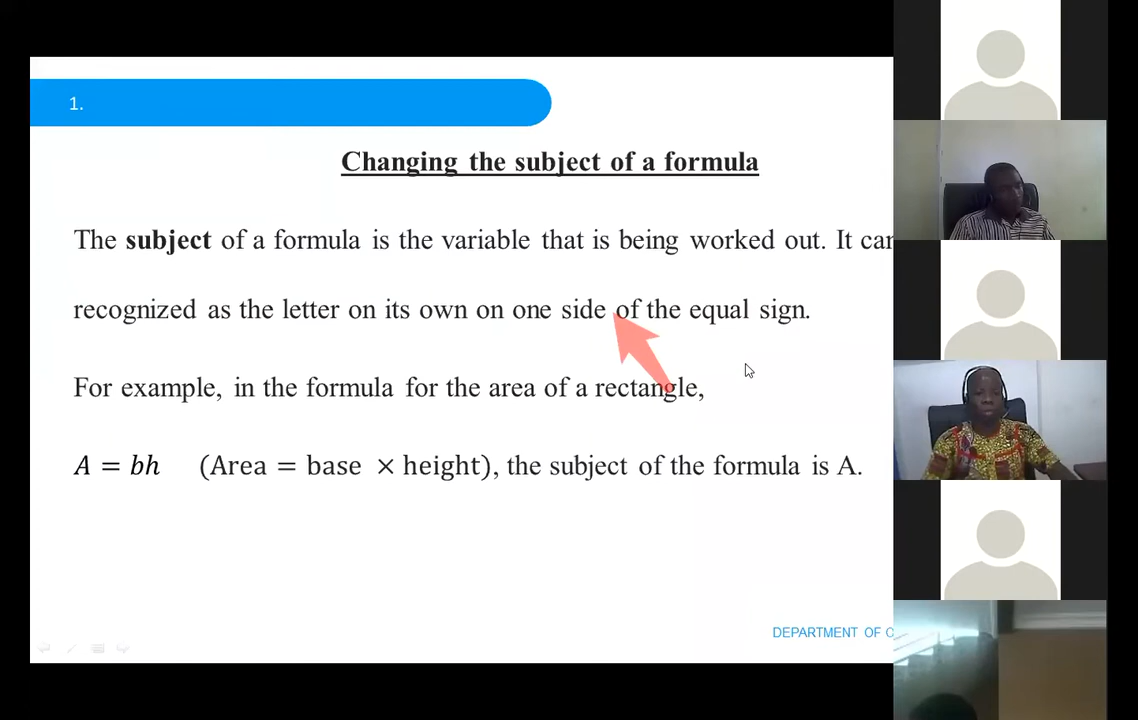 1.
Changing the subject of a formula
The subject of a formula is the variable that is being worked out. It can
recognized as the letter on its own on one side of the equal sign.
For example, in the formula for the area of a rectangle,
A = bh (Area = base × height), the subject of the formula is A.
DEPARTMENT OF